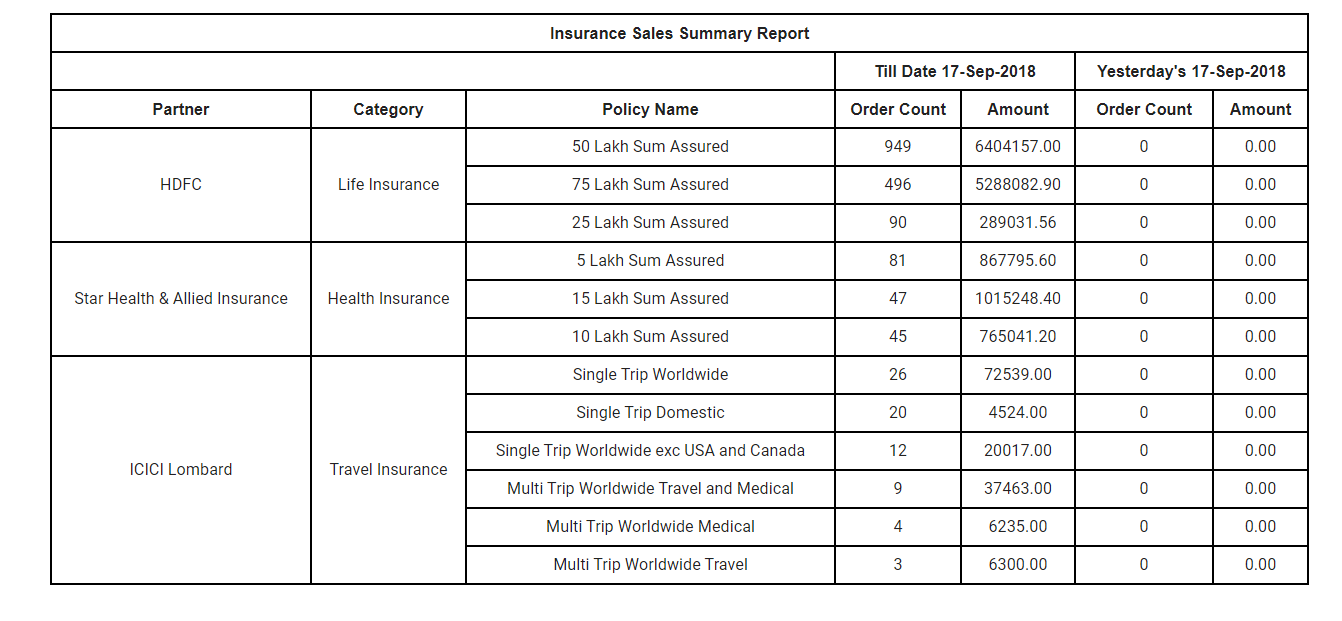 Insurance Sales Summary Report
Till Date 17-Sep-2018 Yesterday's 17-Sep-2018
Partner Category Policy Name Order Count Amount Order Count Amount
50 Lakh Sum Assured 949 6404157.00 0 0.00
HDFC Life Insurance 75 Lakh Sum Assured 496 5288082.90 0 0.00
25 Lakh Sum Assured 90 289031.56 0 0.00
5 Lakh Sum Assured 81 867795.60 0 0.00
Star Health & Allied Insurance Health Insurance 15 Lakh Sum Assured 47 1015248.40 0 0.00
10 Lakh Sum Assured 45 765041.20 0 0.00
Single Trip Worldwide 26 72539.00 0 0.00
Single Trip Domestic 20 4524.00 0 0.00
Single Trip Worldwide exc USA and Canada 12 20017.00 0 0.00
ICICI Lombard Travel Insurance
Multi Trip Worldwide Travel and Medical 9 37463.00 0 0.00
Multi Trip Worldwide Medical 4 6235.00 0 0.00
Multi Trip Worldwide Travel 3 6300.00 0 0.00